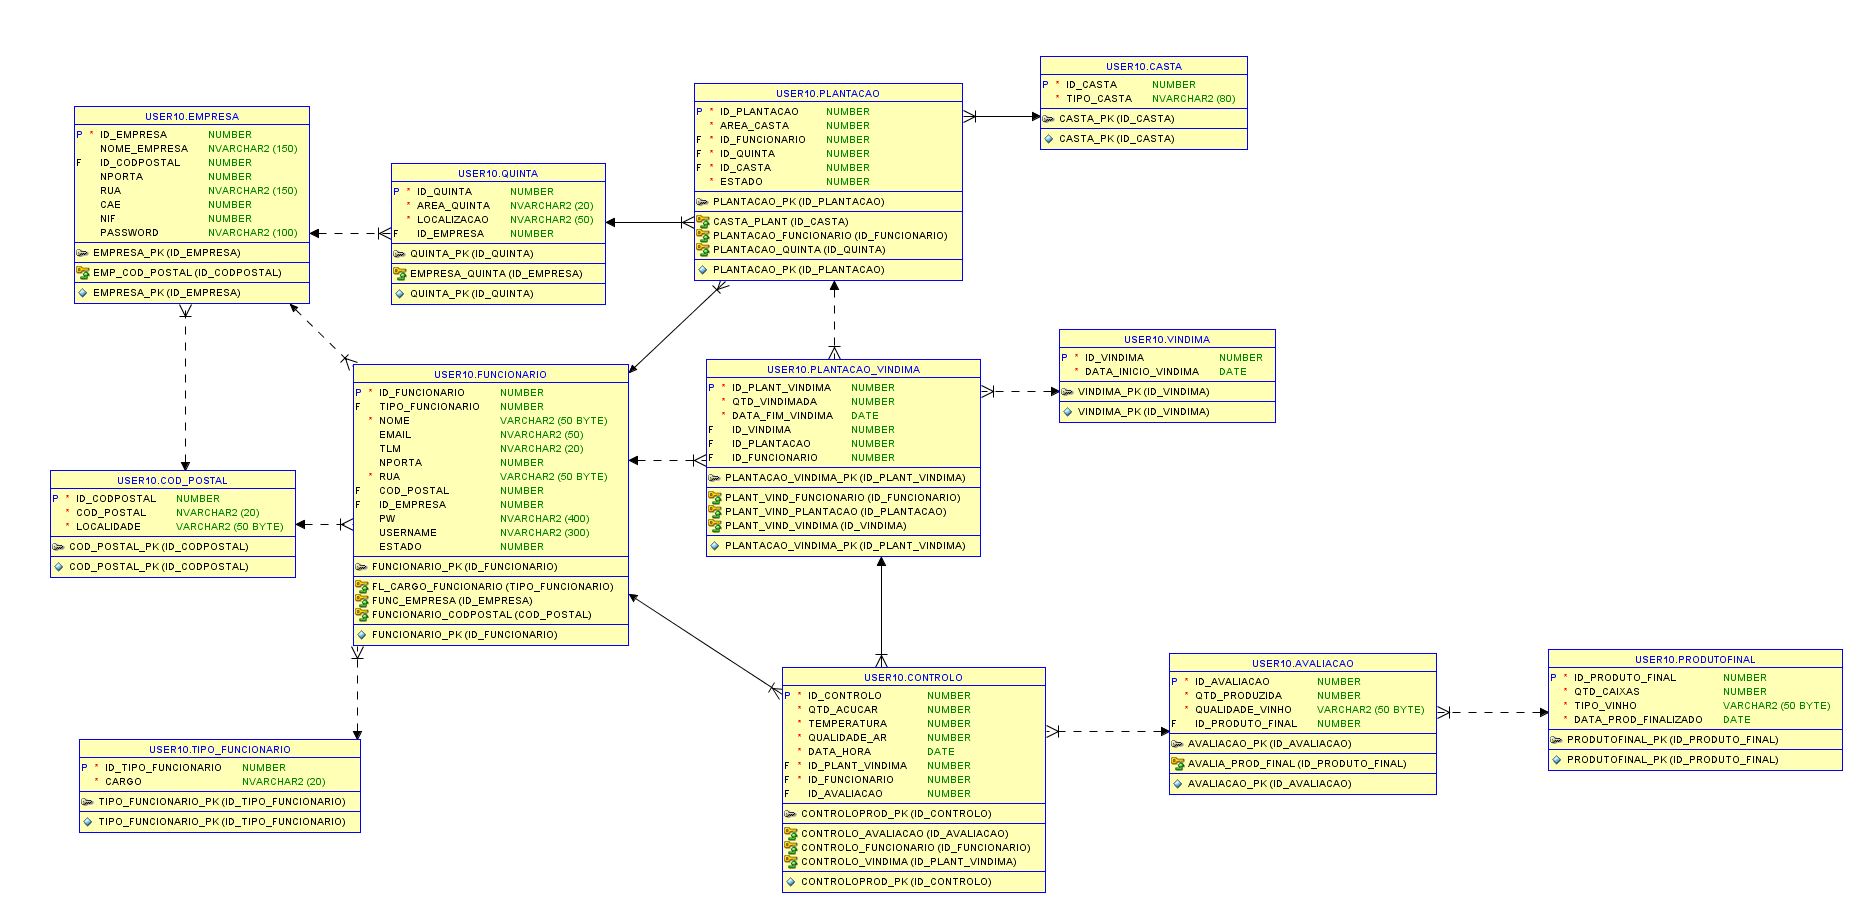 USER10.EMPRESA
P * ID_EMPRESA NUMBER
NOME_EMPRESA NVARCHAR2 (150)
F ID_CODPOSTAL NUMBER
NPORTA NUMBER
RUA NVARCHAR2 (150)
CAE NUMBER
NIF NUMBER
PASSWORD NVARCHAR2 (100)
EMPRESA_PK (ID_EMPRESA)
EMP_COD_POSTAL (ID_CODPOSTAL)
EMPRESA_PK (ID_EMPRESA)
USER10.QUINTA
P * ID_QUINTA NUMBER
* AREA_QUINTA NVARCHAR2 (20)
* LOCALIZACAO NVARCHAR2 (50)
F ID_EMPRESA NUMBER
QUINTA_PK (ID_QUINTA)
EMPRESA_QUINTA (ID_EMPRESA)
QUINTA_PK (ID_QUINTA)
USER10.PLANTACAO
P * ID_PLANTACAO NUMBER
* AREA_CASTA NUMBER
F * ID_FUNCIONARIO NUMBER
F * ID_QUINTA NUMBER
F * ID_CASTA NUMBER
* ESTADO NUMBER
PLANTACAO_PK (ID_PLANTACAO)
CASTA_PLANT (ID_CASTA)
PLANTACAO_FUNCIONARIO (ID_FUNCIONARIO)
PLANTACAO_QUINTA (ID_QUINTA)
PLANTACAO_PK (ID_PLANTACAO)
USER10.CASTA
P * ID_CASTA NUMBER
* TIPO_CASTA NVARCHAR2 (80)
CASTA_PK (ID_CASTA)
CASTA_PK (ID_CASTA)
USER10.FUNCIONARIO
P * ID_FUNCIONARIO NUMBER
F TIPO_FUNCIONARIO NUMBER
* NOME VARCHAR2 (50 BYTE)
EMAIL NVARCHAR2 (50)
TLM NVARCHAR2 (20)
NPORTA NUMBER
* RUA VARCHAR2 (50 BYTE)
F COD_POSTAL NUMBER
F ID_EMPRESA NUMBER
PW NVARCHAR2 (400)
USERNAME NVARCHAR2 (300)
ESTADO NUMBER
FUNCIONARIO_PK (ID_FUNCIONARIO)
FL_CARGO_FUNCIONARIO (TIPO_FUNCIONARIO)
FUNC_EMPRESA (ID_EMPRESA)
FUNCIONARIO_CODPOSTAL (COD_POSTAL)
FUNCIONARIO_PK (ID_FUNCIONARIO)
USER10.PLANTACAO_VINDIMA
P * ID_PLANT_VINDIMA NUMBER
* QTD_VINDIMADA NUMBER
* DATA_FIM_VINDIMA DATE
F ID_VINDIMA NUMBER
F ID_PLANTACAO NUMBER
F ID_FUNCIONARIO NUMBER
PLANTACAO_VINDIMA_PK (ID_PLANT_VINDIMA)
PLANT_VIND_FUNCIONARIO (ID_FUNCIONARIO)
PLANT_VIND_PLANTACAO (ID_PLANTACAO)
PLANT_VIND_VINDIMA (ID_VINDIMA)
PLANTACAO_VINDIMA_PK (ID_PLANT_VINDIMA)
USER10.VINDIMA
P * ID_VINDIMA NUMBER
* DATA_INICIO_VINDIMA DATE
VINDIMA_PK (ID_VINDIMA)
VINDIMA_PK (ID_VINDIMA)
USER10.COD_POSTAL
P * ID_CODPOSTAL NUMBER
* COD_POSTAL NVARCHAR2 (20)
* LOCALIDADE VARCHAR2 (50 BYTE)
COD_POSTAL_PK (ID_CODPOSTAL)
COD_POSTAL_PK (ID_CODPOSTAL)
USER10.TIPO_FUNCIONARIO
P * ID_TIPO_FUNCIONARIO NUMBER
* CARGO NVARCHAR2 (20)
TIPO_FUNCIONARIO_PK (ID_TIPO_FUNCIONARIO)
TIPO_FUNCIONARIO_PK (ID_TIPO_FUNCIONARIO)
USER10.CONTROLO
P * ID_CONTROLO NUMBER
* QTD_ACUCAR NUMBER
* TEMPERATURA NUMBER
* QUALIDADE_AR NUMBER
* DATA_HORA DATE
F * ID_PLANT_VINDIMA NUMBER
F * ID_FUNCIONARIO NUMBER
F ID_AVALIACAO NUMBER
CONTROLOPROD_PK (ID_CONTROLO)
CONTROLO_AVALIACAO (ID_AVALIACAO)
CONTROLO_FUNCIONARIO (ID_FUNCIONARIO)
CONTROLO_VINDIMA (ID_PLANT_VINDIMA)
CONTROLOPROD_PK (ID_CONTROLO)
USER10.AVALIACAO
P * ID_AVALIACAO NUMBER
* QTD_PRODUZIDA NUMBER
* QUALIDADE_VINHO VARCHAR2 (50 BYTE)
F ID_PRODUTO_FINAL NUMBER
AVALIACAO_PK (ID_AVALIACAO)
AVALIA_PROD_FINAL (ID_PRODUTO_FINAL)
AVALIACAO_PK (ID_AVALIACAO)
USER10.PRODUTOFINAL
P * ID_PRODUTO_FINAL NUMBER
* QTD_CAIXAS NUMBER
* TIPO_VINHO VARCHAR2 (50 BYTE)
* DATA_PROD_FINALIZADO DATE
PRODUTOFINAL_PK (ID_PRODUTO_FINAL)
PRODUTOFINAL_PK (ID_PRODUTO_FINAL)